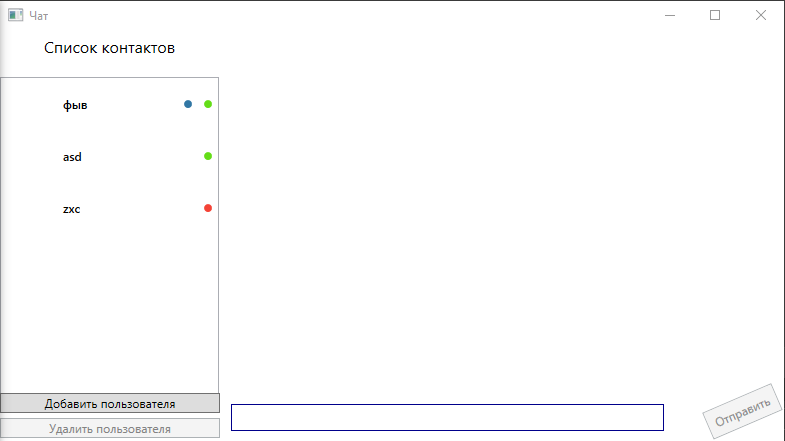 Чат
Список контактов
фыв
asd
zxc
Добавить пользователя
Удалить пользователя
Отправить